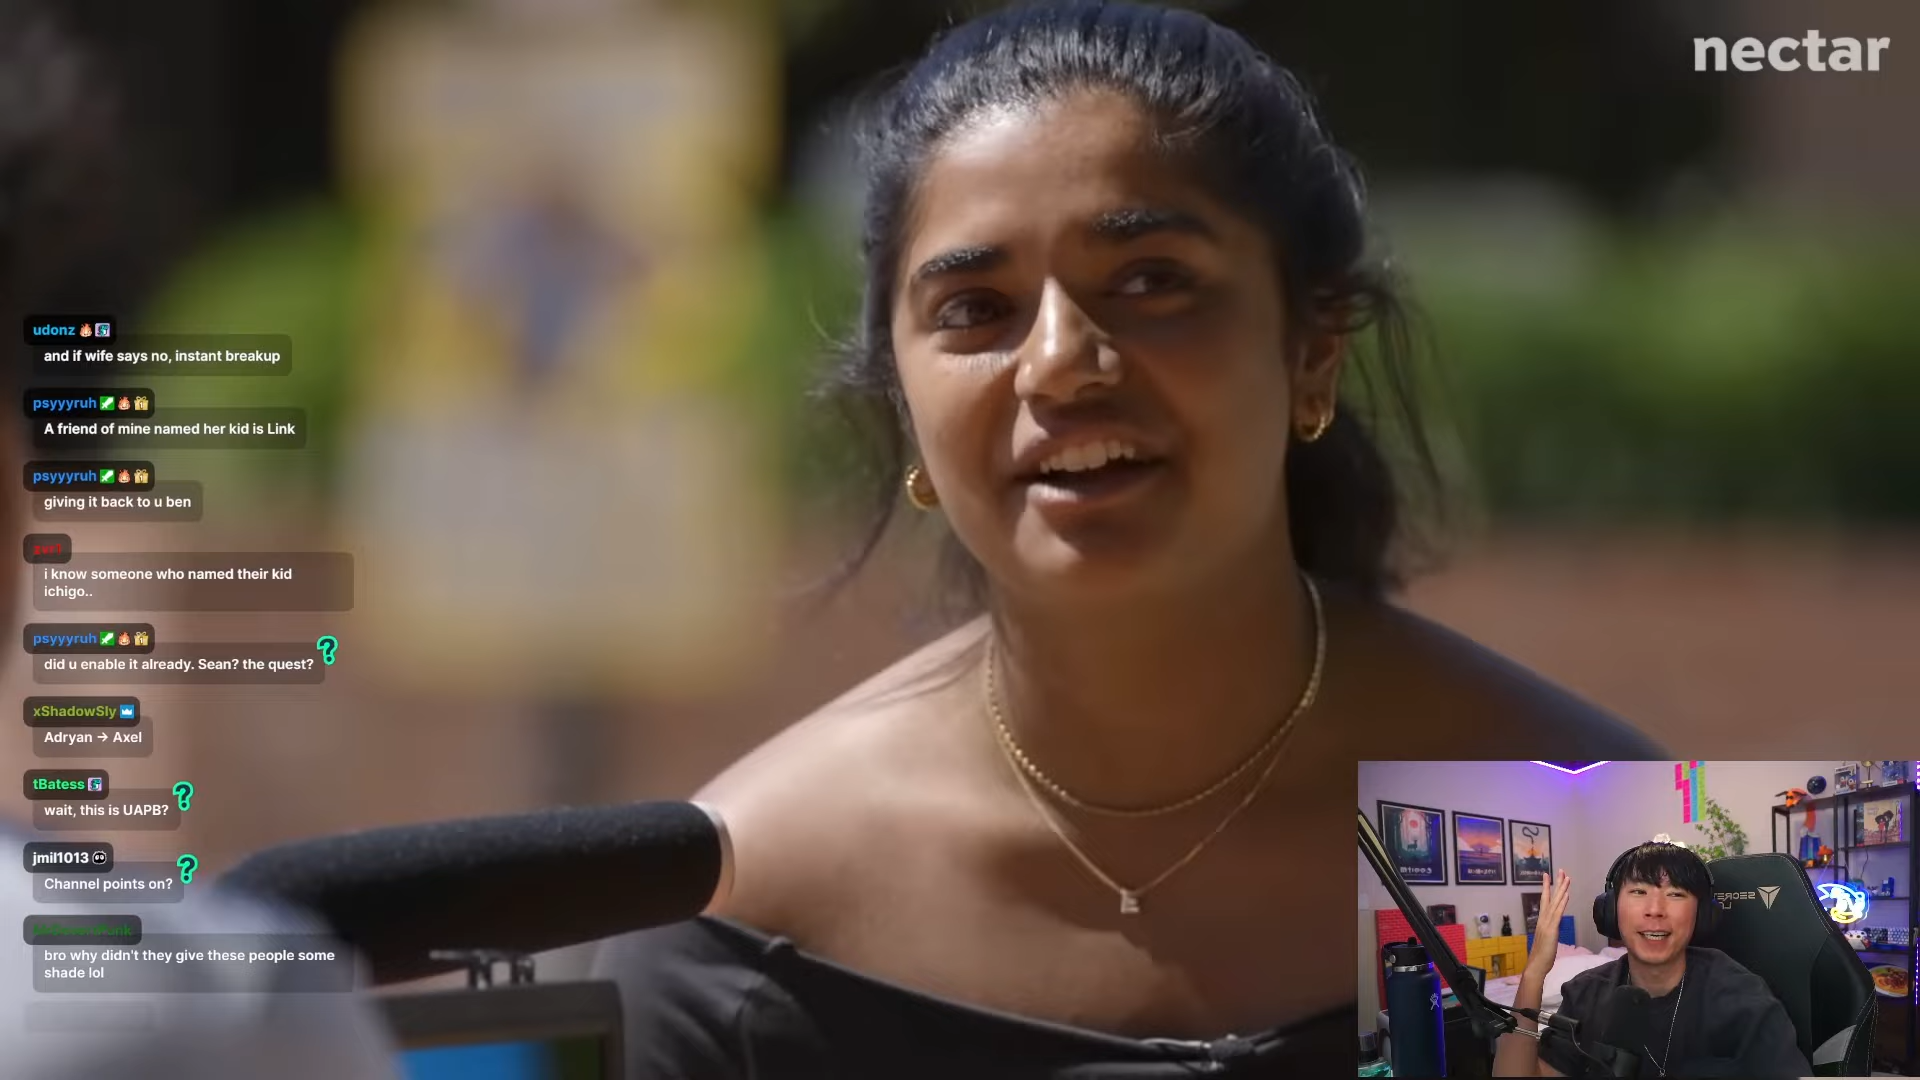 nectar
udonz
and if wife says no, instant breakup
psyyyruh
A friend of mine named her kid is Link
psyyyruh
giving it back to u ben
i know someone who named their kid
ichigo..
psyyyruh
did u enable it already. Sean? the quest?
?
xShadowSly
Adryan → Axel
tBatess
?
wait, this is UAPB?
jmil1013
?
Channel points on?
bro why didn't they give these people some
shade lol
E